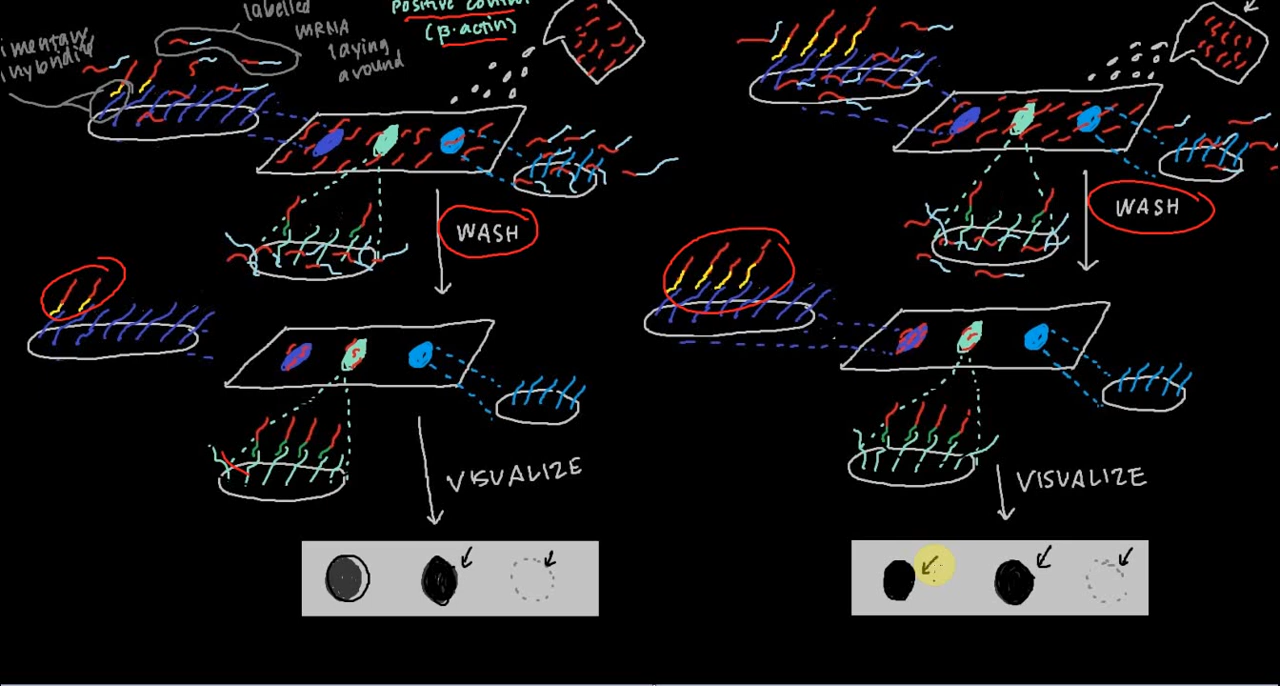 labelled
mRNA
laying
around
positive control
(β-actin)
WASH
WASH
VISUALIZE
VISUALIZE